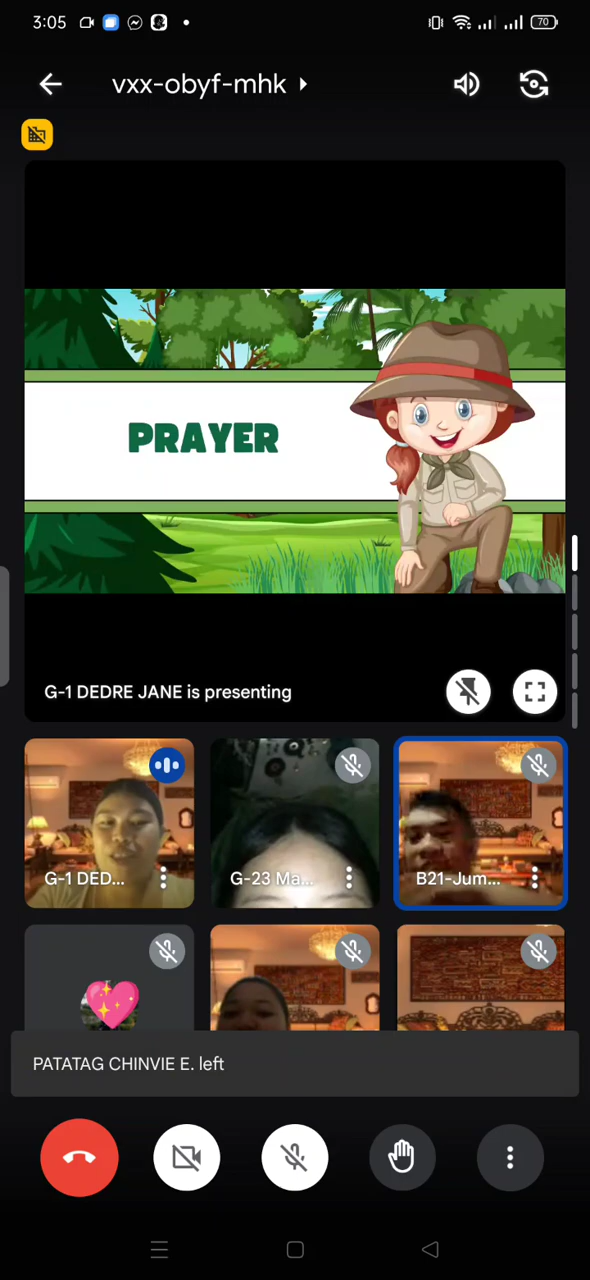 3:05
70
vxx-obyf-mhk
PRAYER
G-1 DEDRE JANE is presenting
G-1 DED...
G-23 Ma...
B21-Jum...
PATATAG CHINVIE E. left